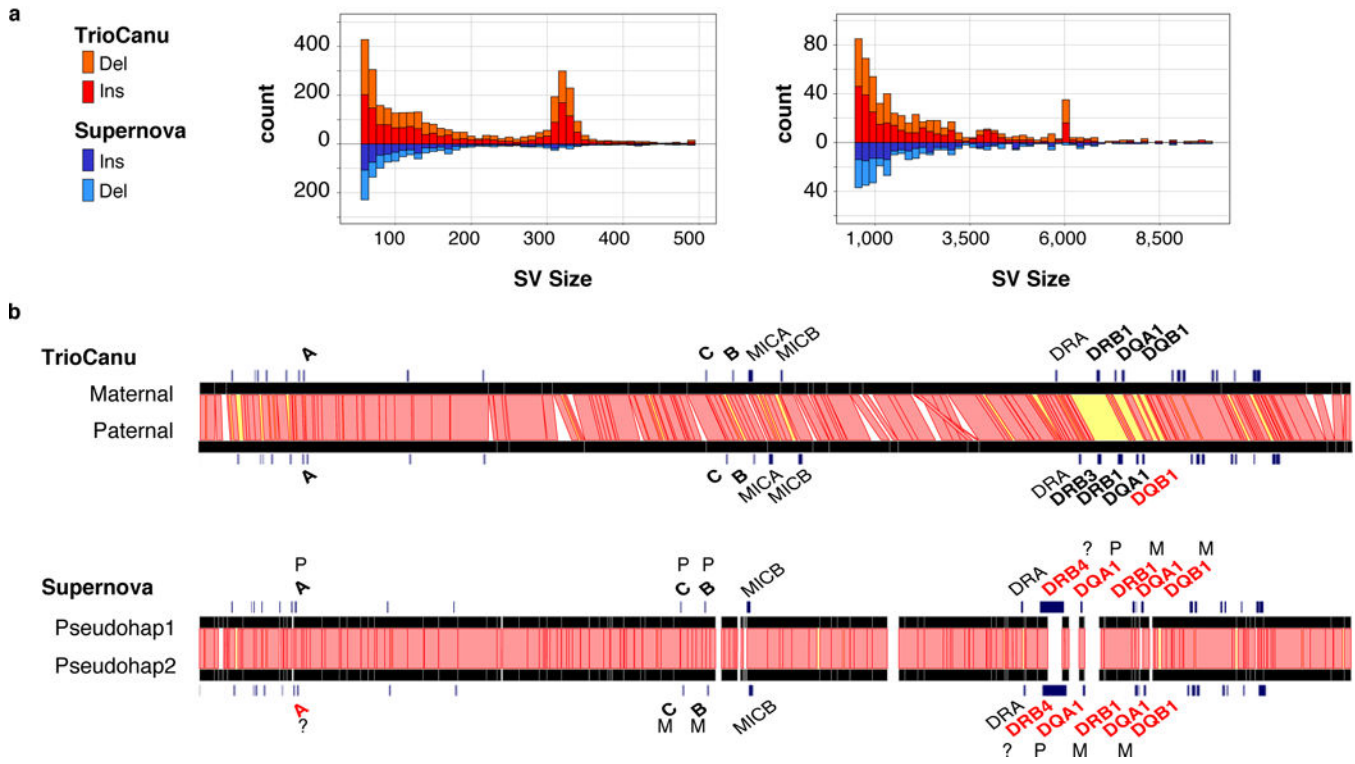 a
TrioCanu
Del
Ins
Supernova
Ins
Del
count
400
200
0
200
100 200 300 400 500
SV Size
count
80
40
0
40
1,000 3,500 6,000 8,500
SV Size
b
TrioCanu
A C B MICA MICB DRA DRB1 DQA1 DQB1
Maternal
Paternal
A C B MICA MICB DRA DRB3 DRB1 DQA1 DQB1
P P P ? P M M
Supernova
A C B MICB DRA DRB4 DQA1 DRB1 DQA1 DQB1
Pseudohap1
Pseudohap2
A C B MICB DRA DRB4 DQA1 DRB1 DQA1 DQB1
? M M ? P M M